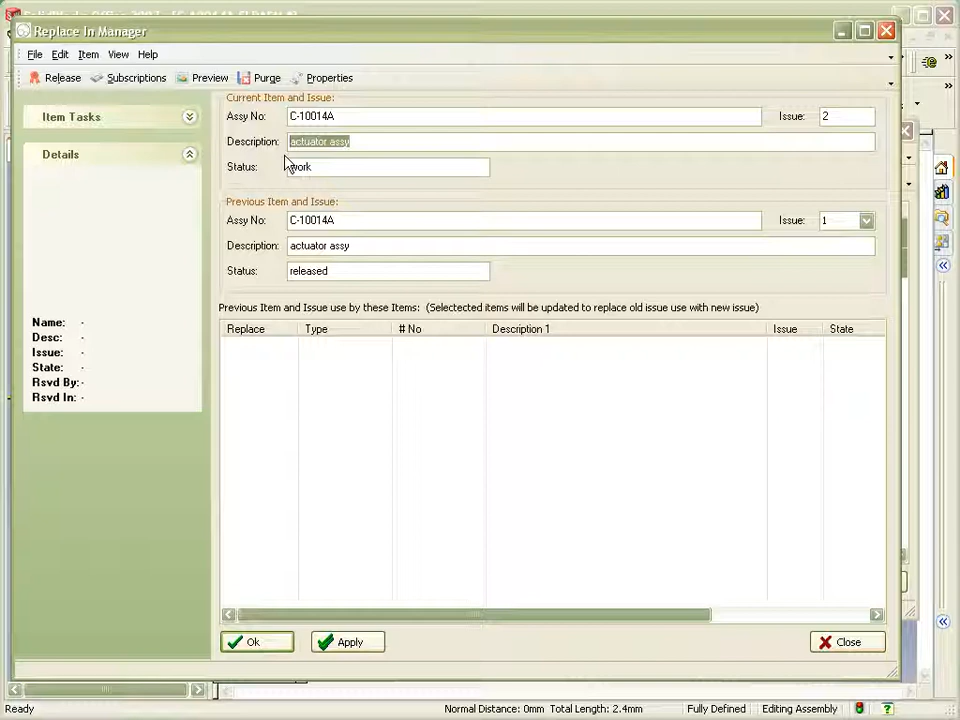 Replace In Manager
File Edit Item View Help
Release Subscriptions Preview Purge Properties
Item Tasks
Details
Name: -
Desc: -
Issue: -
State: -
Rsvd By: -
Rsvd In: -
Current Item and Issue:
Assy No: C-10014A Issue: 2
Description: actuator assy
Status: work
Previous Item and Issue:
Assy No: C-10014A Issue: 1
Description: actuator assy
Status: released
Previous Item and Issue use by these Items: (Selectected items will be updated to replace old issue use with new issue)
Replace Type # No Description 1 Issue State
Ok Apply Close
Ready Normal Distance: 0mm Total Length: 2.4mm Fully Defined Editing Assembly